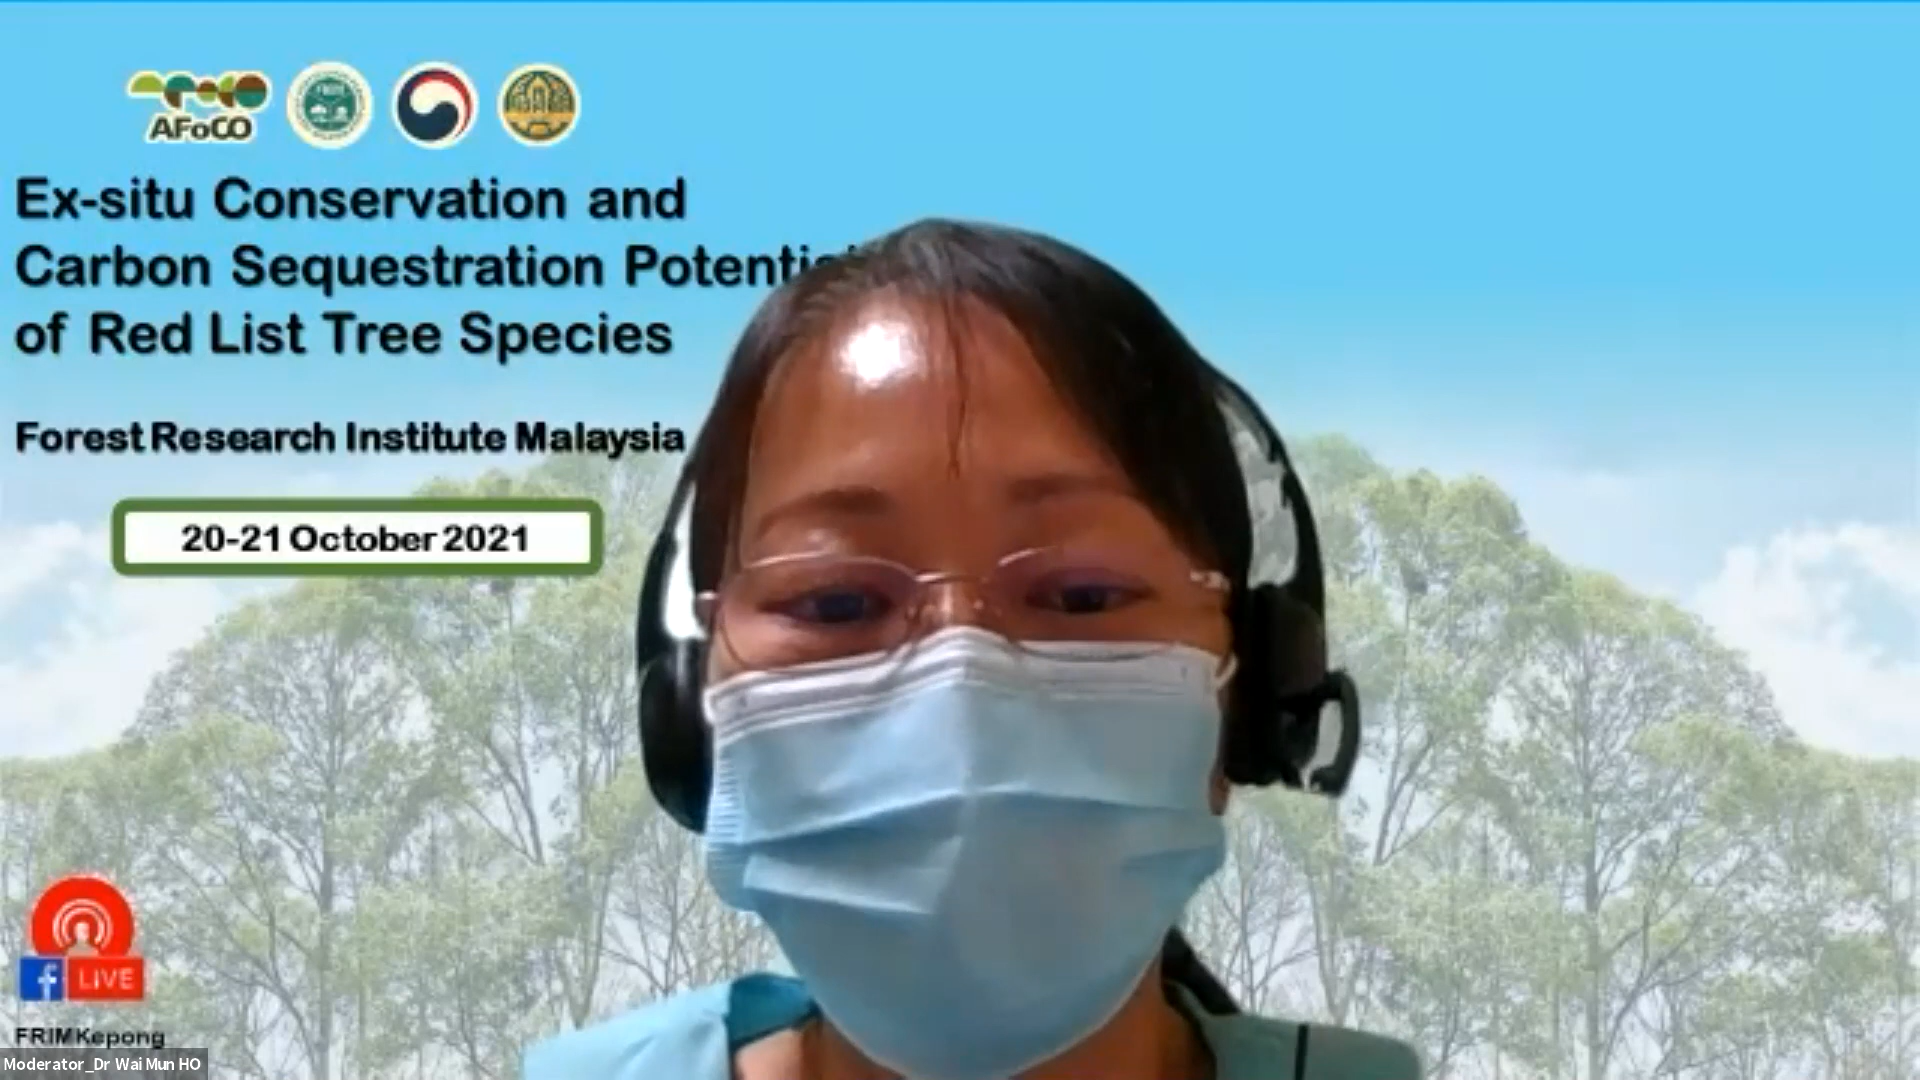 AFoCO
FRIM
Ex-situ Conservation and
Carbon Sequestration Potenti
of Red List Tree Species
Forest Research Institute Malaysia
20-21 October 2021
f LIVE
FRIMKepong
Moderator_Dr Wai Mun HO